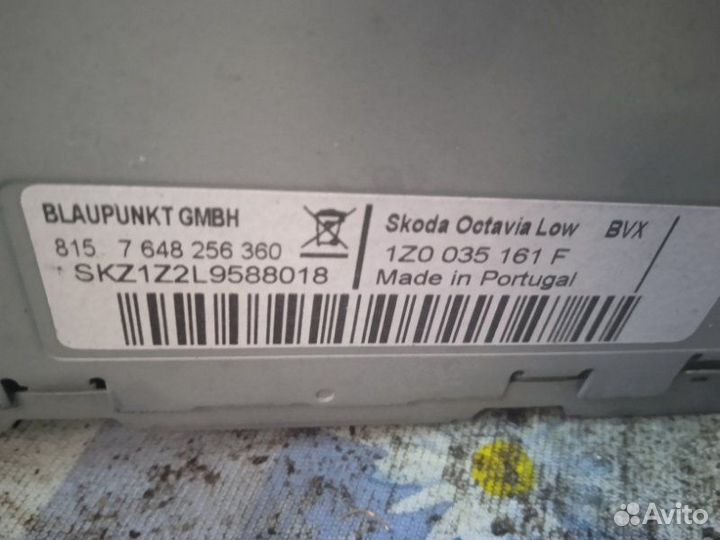 BLAUPUNKT GMBH
815 7 648 256 360
SKZ1Z2L9588018
Skoda Octavia Low BVX
1Z0 035 161 F
Made in Portugal
Avito